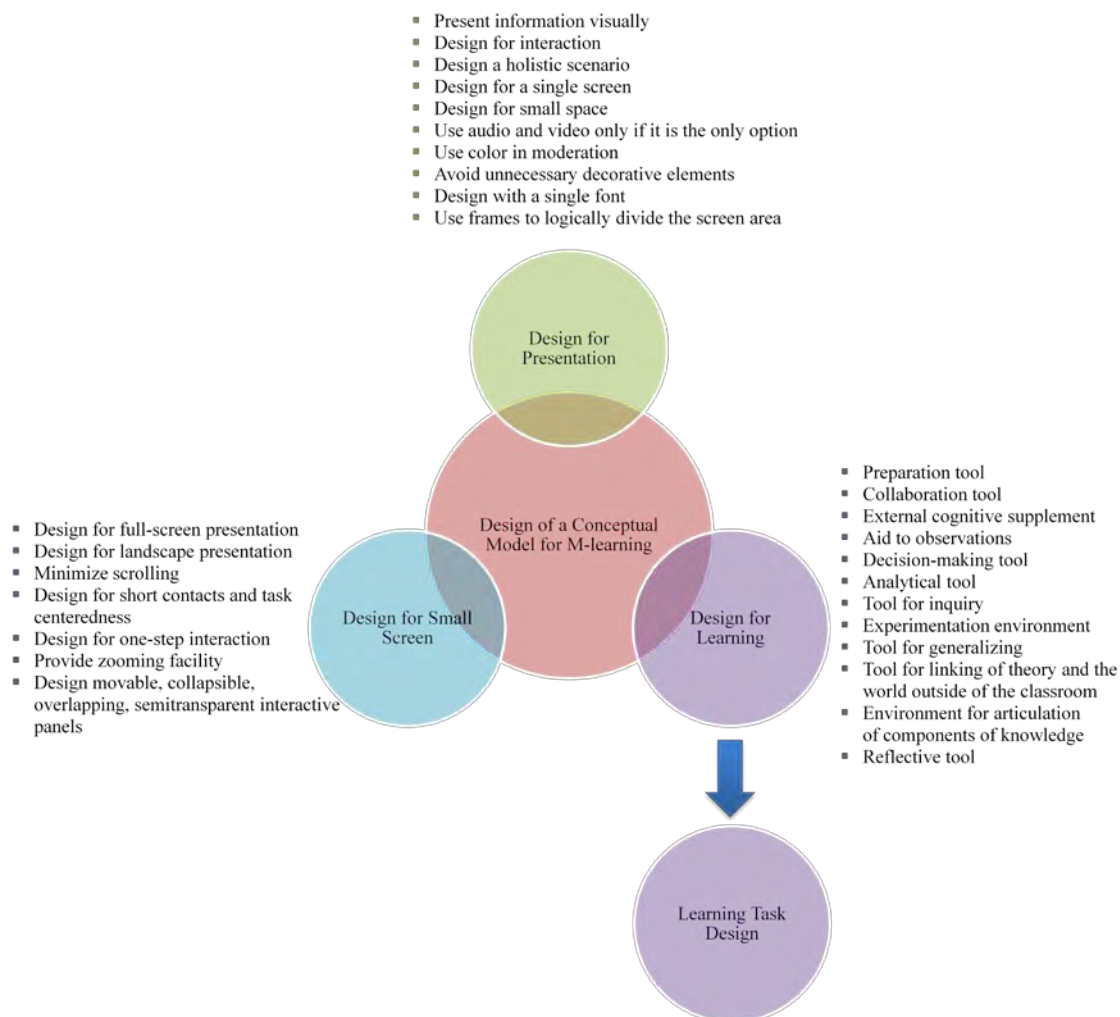 Present information visually
Design for interaction
Design a holistic scenario
Design for a single screen
Design for small space
Use audio and video only if it is the only option
Use color in moderation
Avoid unnecessary decorative elements
Design with a single font
Use frames to logically divide the screen area
Design for
Presentation
Design of a Conceptual
Model for M-learning
Design for full-screen presentation
Design for landscape presentation
Minimize scrolling
Design for short contacts and task
centeredness
Design for one-step interaction
Provide zooming facility
Design movable, collapsible,
overlapping, semitransparent interactive
panels
Design for Small
Screen
Design for
Learning
Preparation tool
Collaboration tool
External cognitive supplement
Aid to observations
Decision-making tool
Analytical tool
Tool for inquiry
Experimentation environment
Tool for generalizing
Tool for linking of theory and the
world outside of the classroom
Environment for articulation
of components of knowledge
Reflective tool
Learning Task
Design